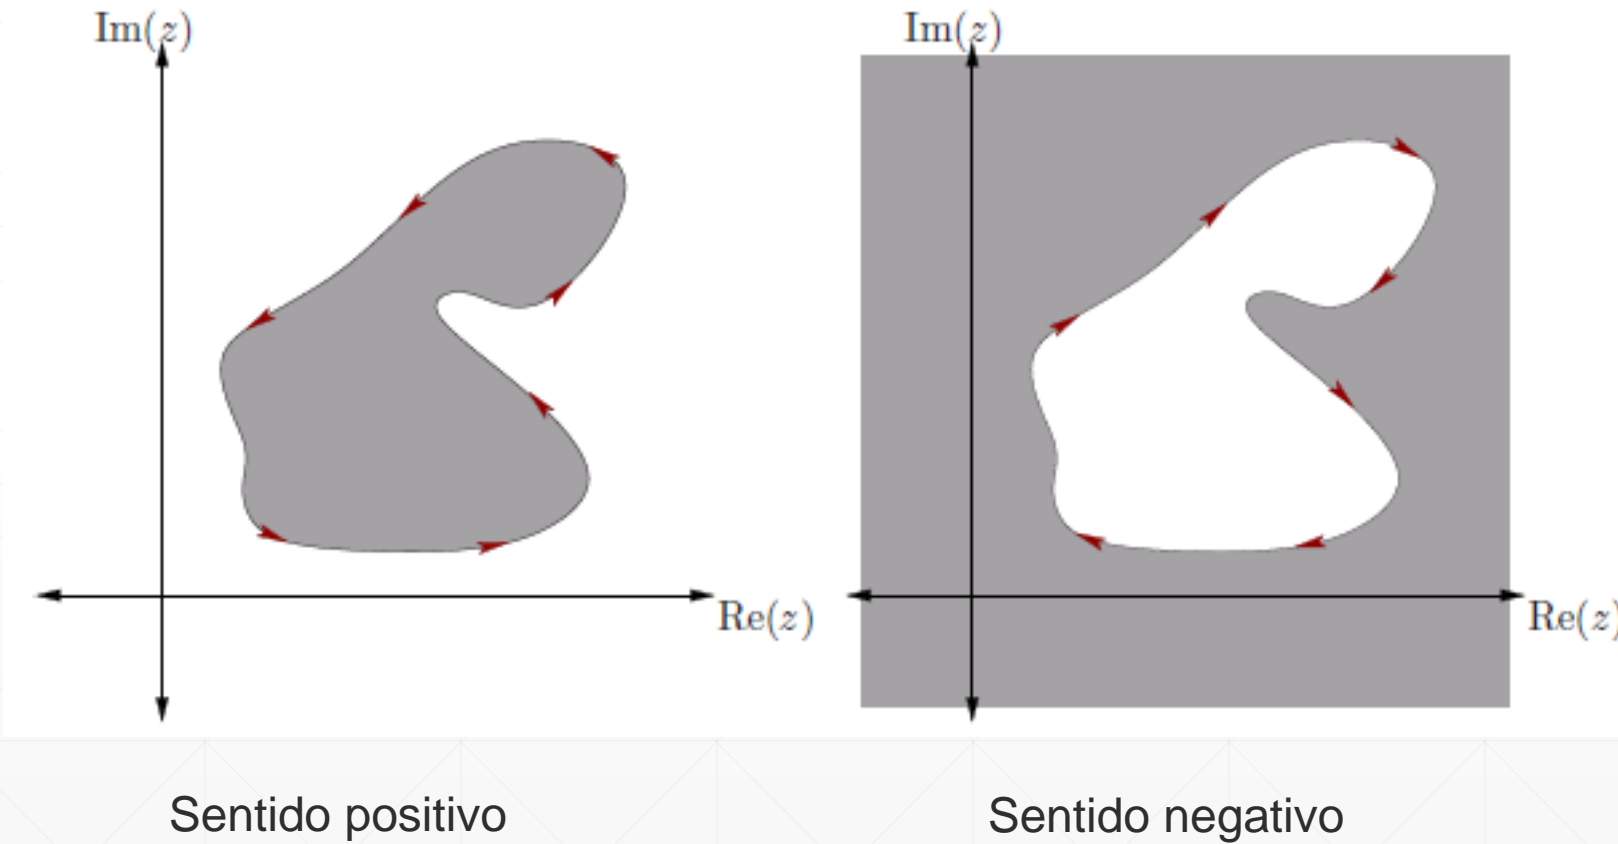 Im(z)
Im(z)
Re(z)
Re(z)
Sentido positivo
Sentido negativo